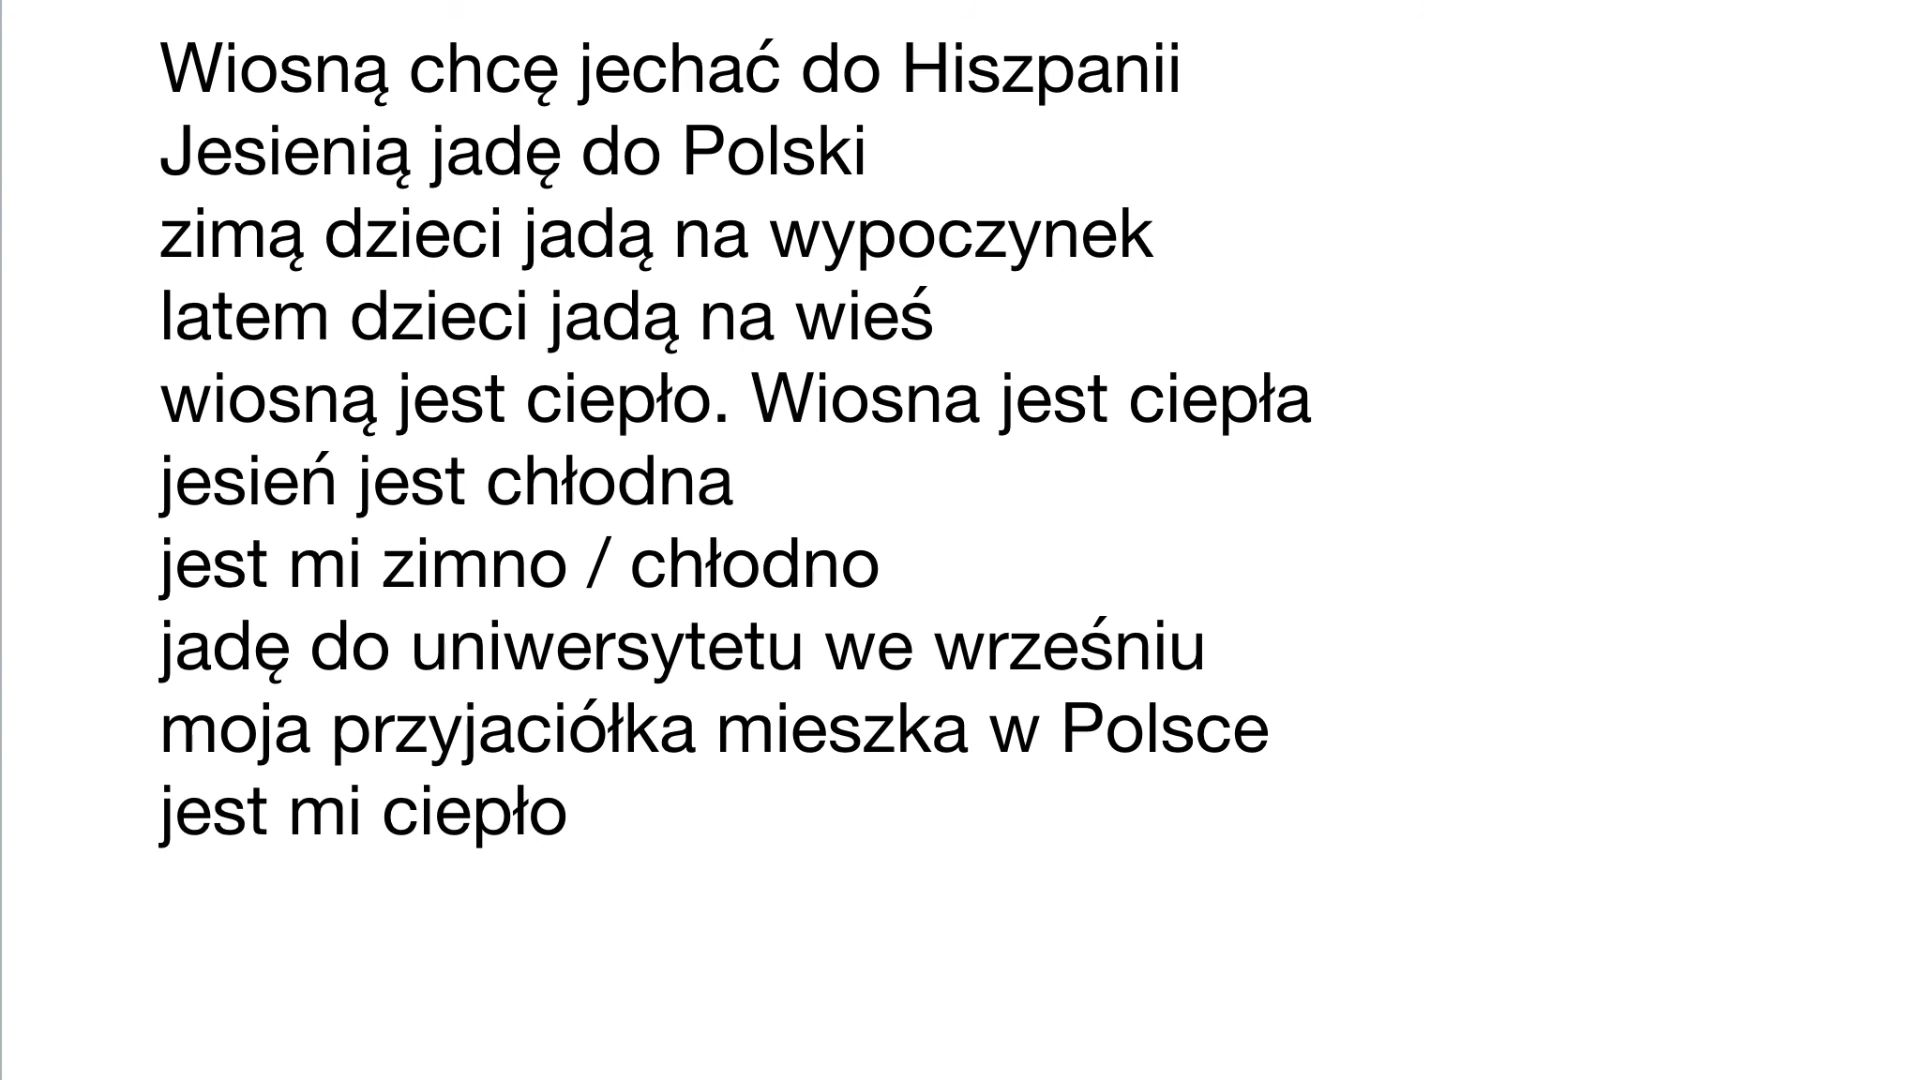 Wiosną chcę jechać do Hiszpanii
Jesienią jadę do Polski
zimą dzieci jadą na wypoczynek
latem dzieci jadą na wieś
wiosną jest ciepło. Wiosna jest ciepła
jesień jest chłodna
jest mi zimno / chłodno
jadę do uniwersytetu we wrześniu
moja przyjaciółka mieszka w Polsce
jest mi ciepło